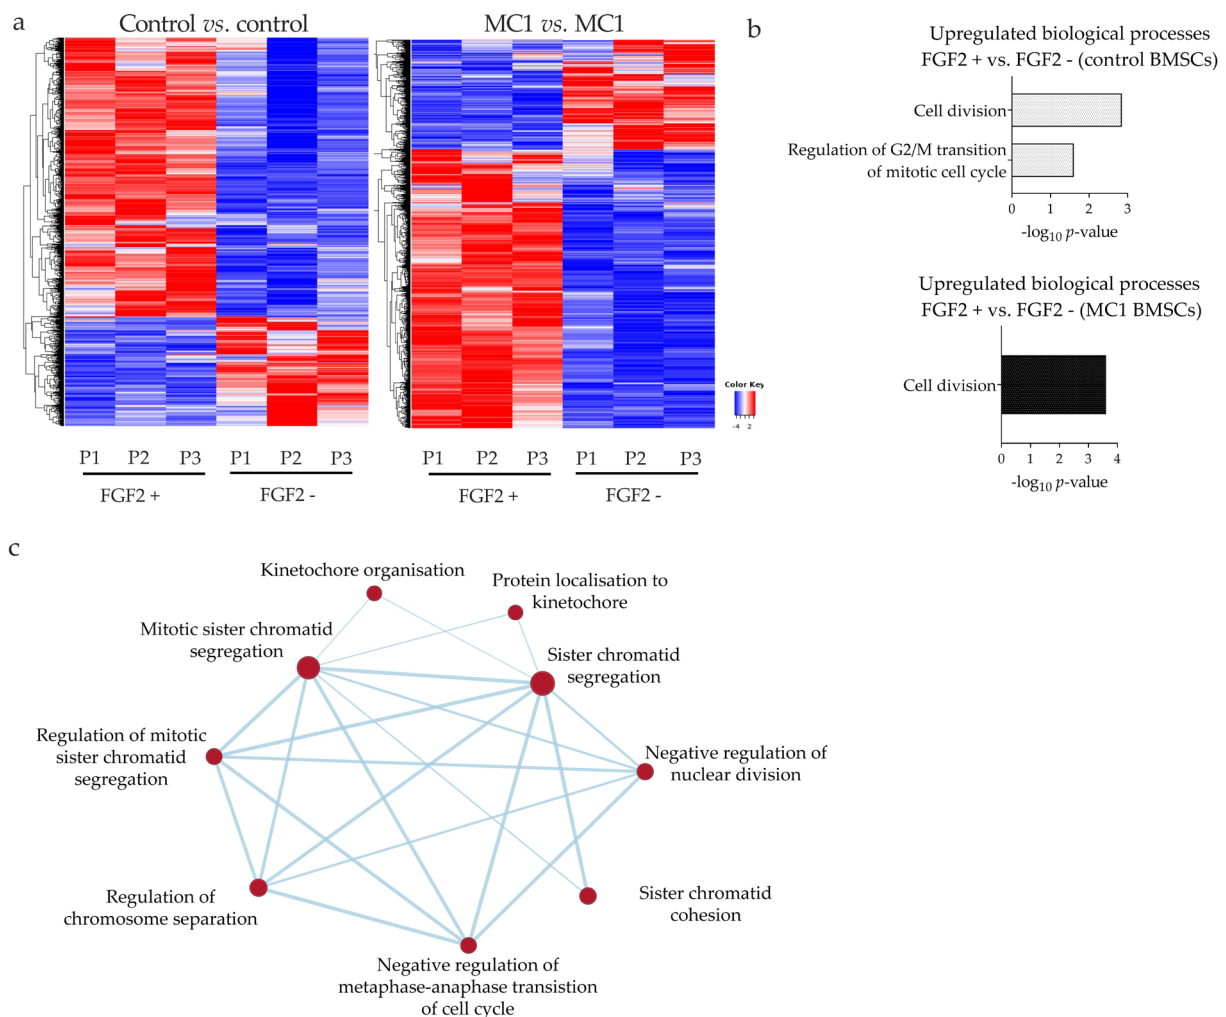 a
Control vs. control
MC1 vs. MC1
Color Key
-4 2
P1 P2 P3 P1 P2 P3
FGF2 + FGF2 -
P1 P2 P3 P1 P2 P3
FGF2 + FGF2 -
b
Upregulated biological processes
FGF2 + vs. FGF2 - (control BMSCs)
Cell division
Regulation of G2/M transition
of mitotic cell cycle
0 1 2 3
-log10 p-value
Upregulated biological processes
FGF2 + vs. FGF2 - (MC1 BMSCs)
Cell division
0 1 2 3 4
-log10 p-value
c
Kinetochore organisation
Protein localisation to
kinetochore
Mitotic sister chromatid
segregation
Sister chromatid
segregation
Regulation of mitotic
sister chromatid
segregation
Negative regulation of
nuclear division
Regulation of
chromosome separation
Sister chromatid
cohesion
Negative regulation of
metaphase-anaphase transistion
of cell cycle